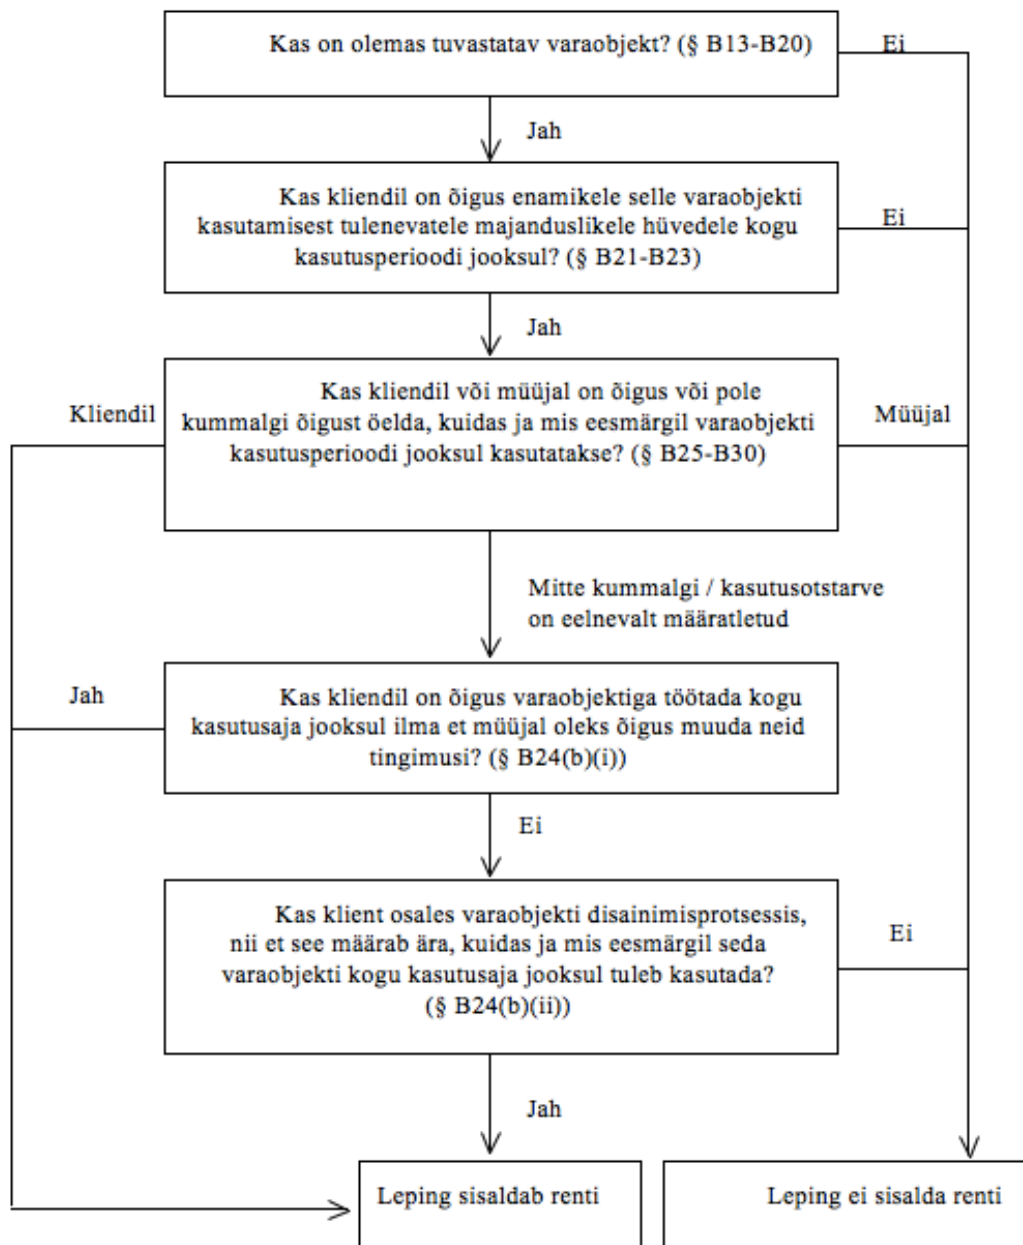 Kas on olemas tuvastatav varaobjekt? (§ B13-B20)
Ei
Jah
Kas kliendil on õigus enamikele selle varaobjekti
kasutamisest tulenevatele majanduslikele hüvedele kogu
kasutusperioodi jooksul? (§ B21-B23)
Ei
Jah
Kliendil
Kas kliendil või müüjal on õigus või pole
kummalgi õigust öelda, kuidas ja mis eesmärgil varaobjekti
kasutusperioodi jooksul kasutatakse? (§ B25-B30)
Müüjal
Mitte kummalgi / kasutusotstarve
on eelnevalt määratletud
Jah
Kas kliendil on õigus varaobjektiga töötada kogu
kasutusaja jooksul ilma et müüjal oleks õigus muuda neid
tingimusi? (§ B24(b)(i))
Ei
Kas klient osales varaobjekti disainimisprotsessis,
nii et see määrab ära, kuidas ja mis eesmärgil seda
varaobjekti kogu kasutusaja jooksul tuleb kasutada?
(§ B24(b)(ii))
Ei
Jah
Leping sisaldab renti
Leping ei sisalda renti